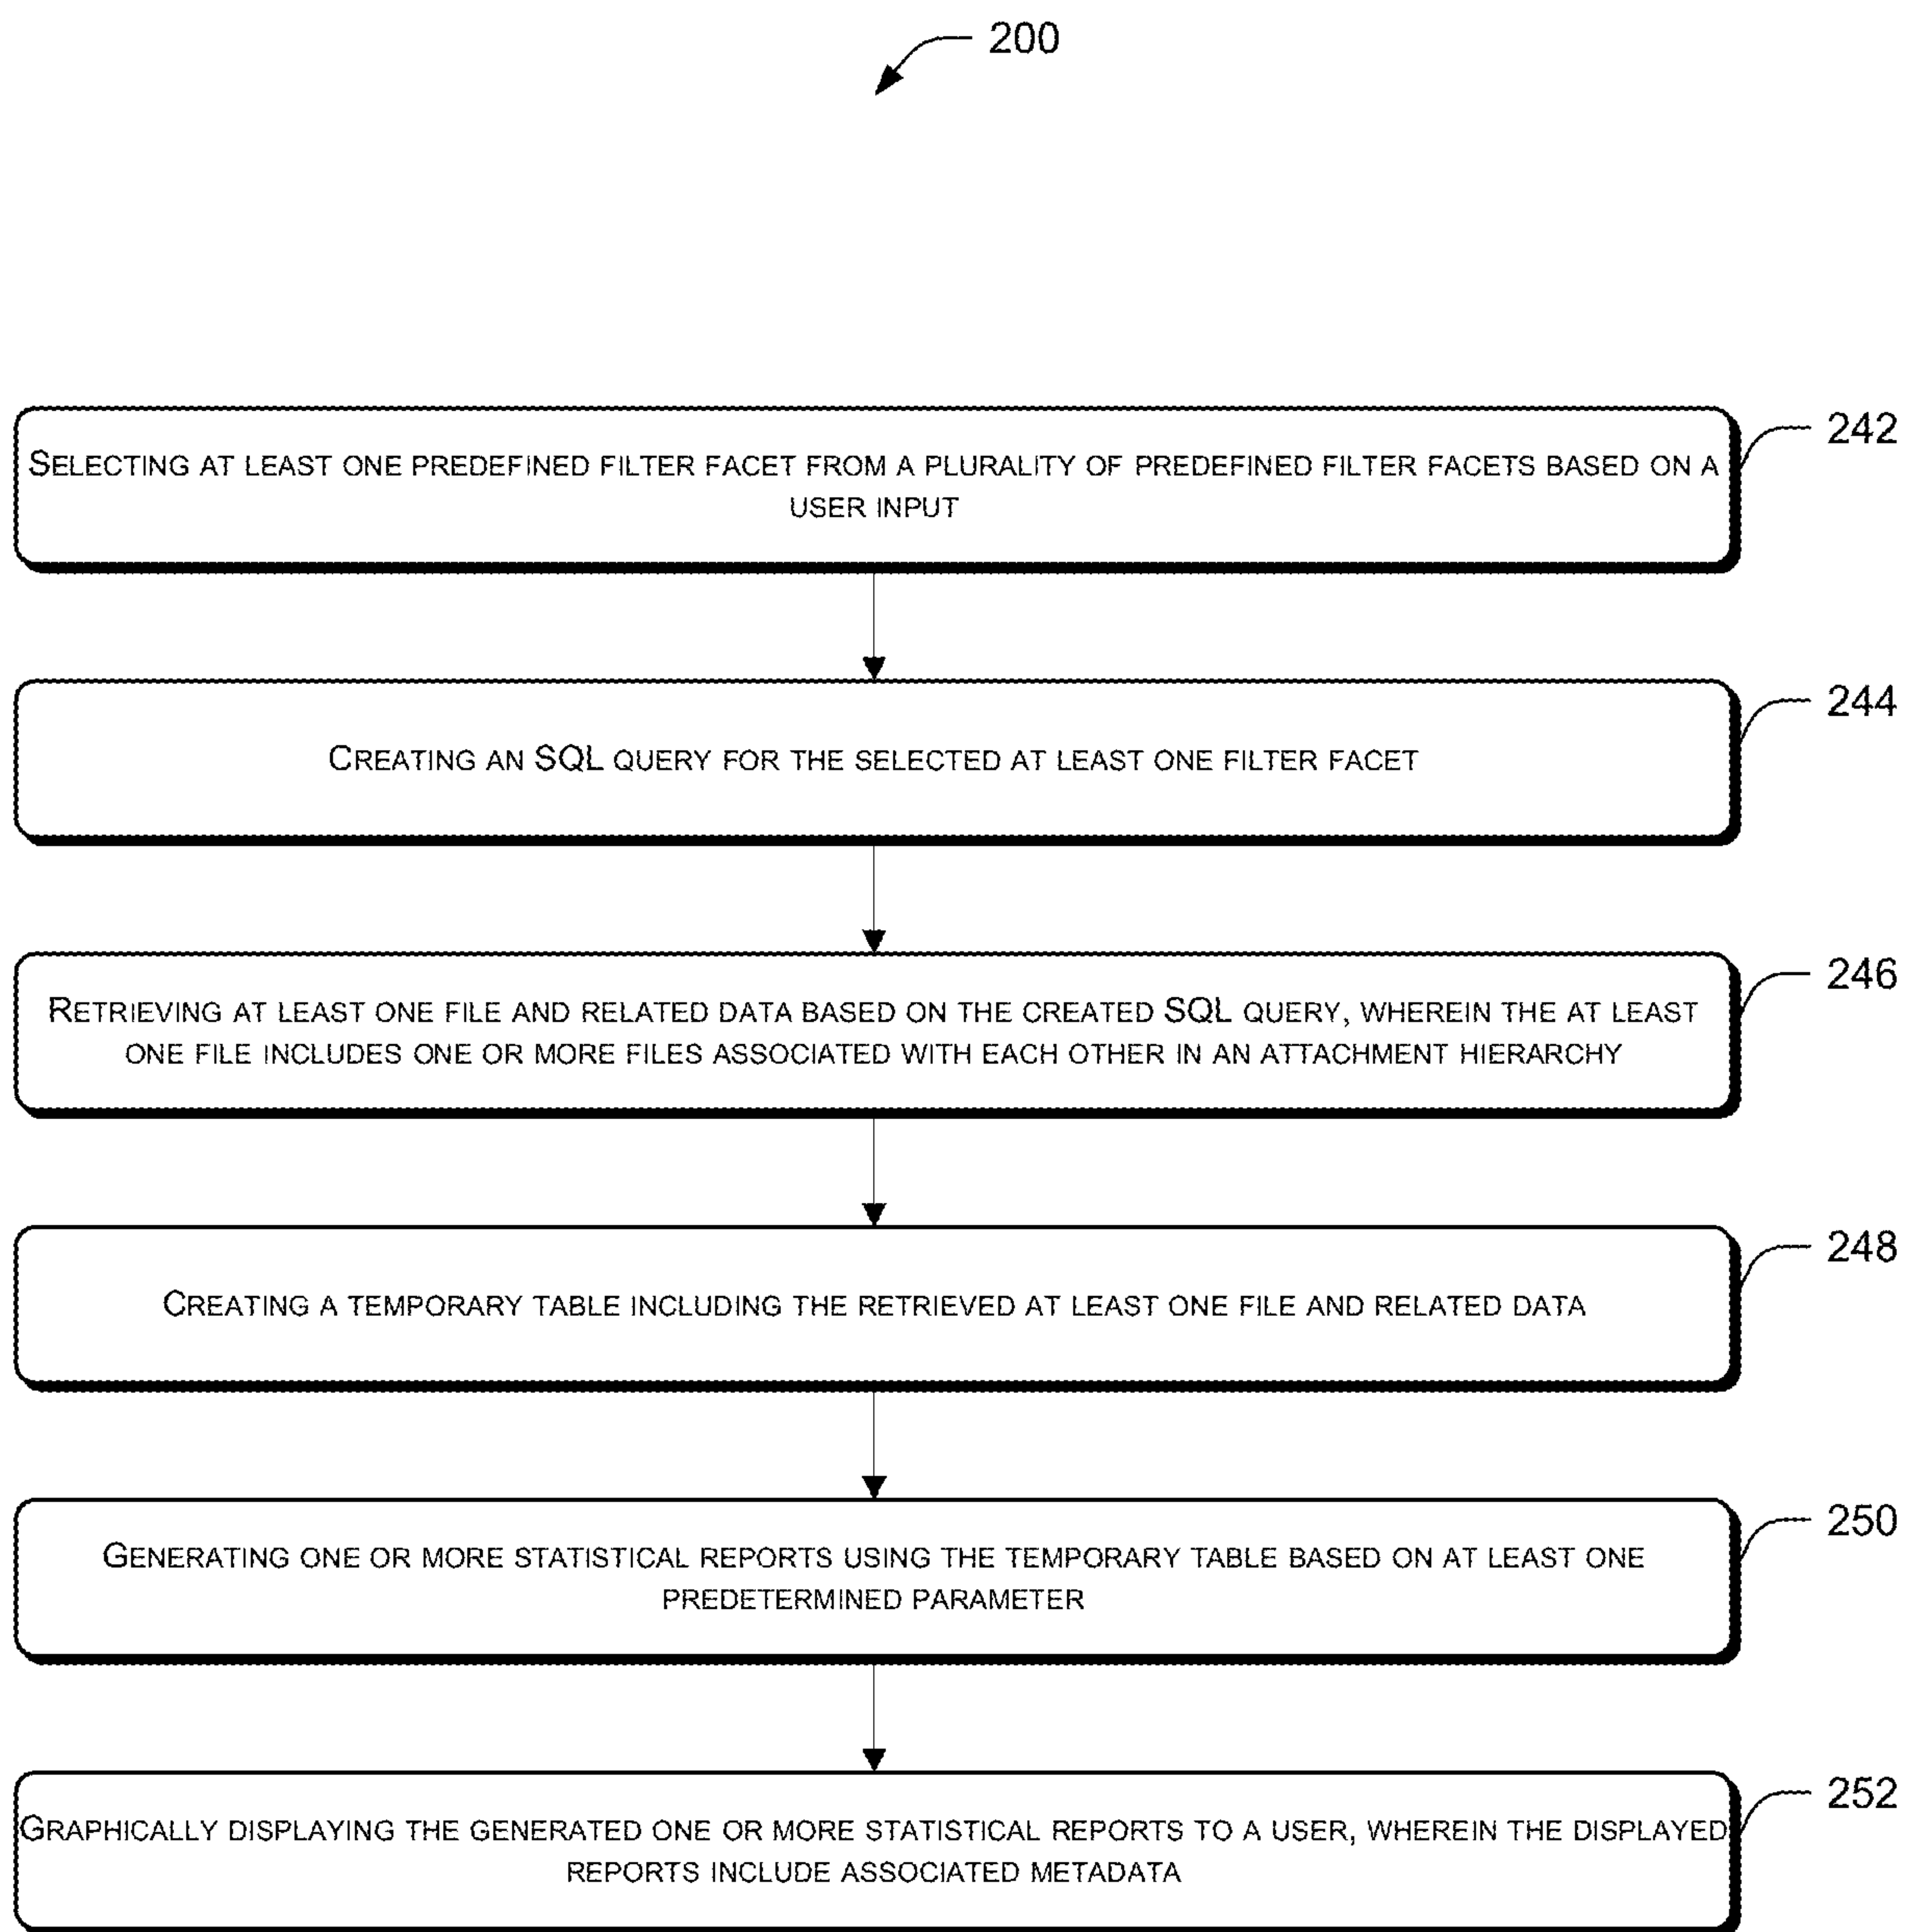 200
242
SELECTING AT LEAST ONE PREDEFINED FILTER FACET FROM A PLURALITY OF PREDEFINED FILTER FACETS BASED ON A
USER INPUT
244
CREATING AN SQL QUERY FOR THE SELECTED AT LEAST ONE FILTER FACET
246
RETRIEVING AT LEAST ONE FILE AND RELATED DATA BASED ON THE CREATED SQL QUERY, WHEREIN THE AT LEAST
ONE FILE INCLUDES ONE OR MORE FILES ASSOCIATED WITH EACH OTHER IN AN ATTACHMENT HIERARCHY
248
CREATING A TEMPORARY TABLE INCLUDING THE RETRIEVED AT LEAST ONE FILE AND RELATED DATA
250
GENERATING ONE OR MORE STATISTICAL REPORTS USING THE TEMPORARY TABLE BASED ON AT LEAST ONE
PREDETERMINED PARAMETER
252
GRAPHICALLY DISPLAYING THE GENERATED ONE OR MORE STATISTICAL REPORTS TO A USER, WHEREIN THE DISPLAYED
REPORTS INCLUDE ASSOCIATED METADATA